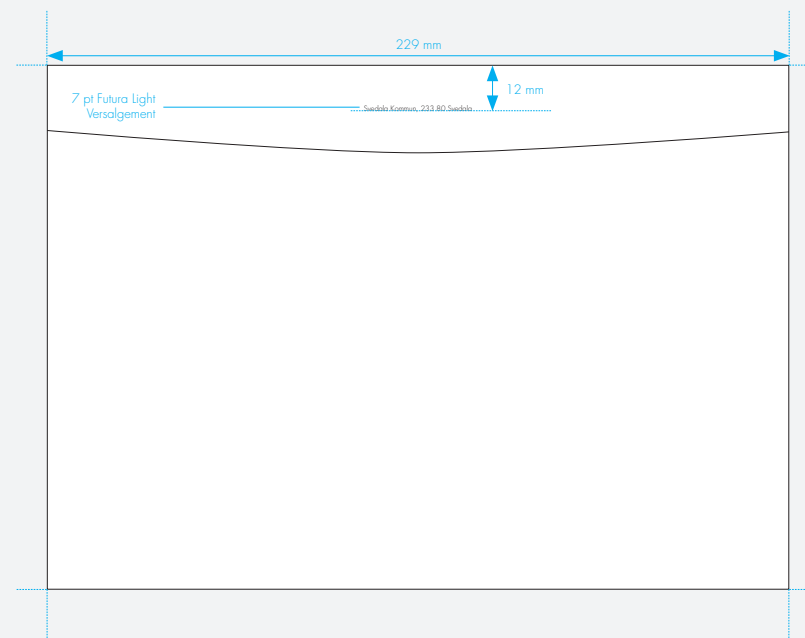 229 mm
12 mm
7 pt Futura Light
Versalgement
Svedala Kommun, 233 80 Svedala